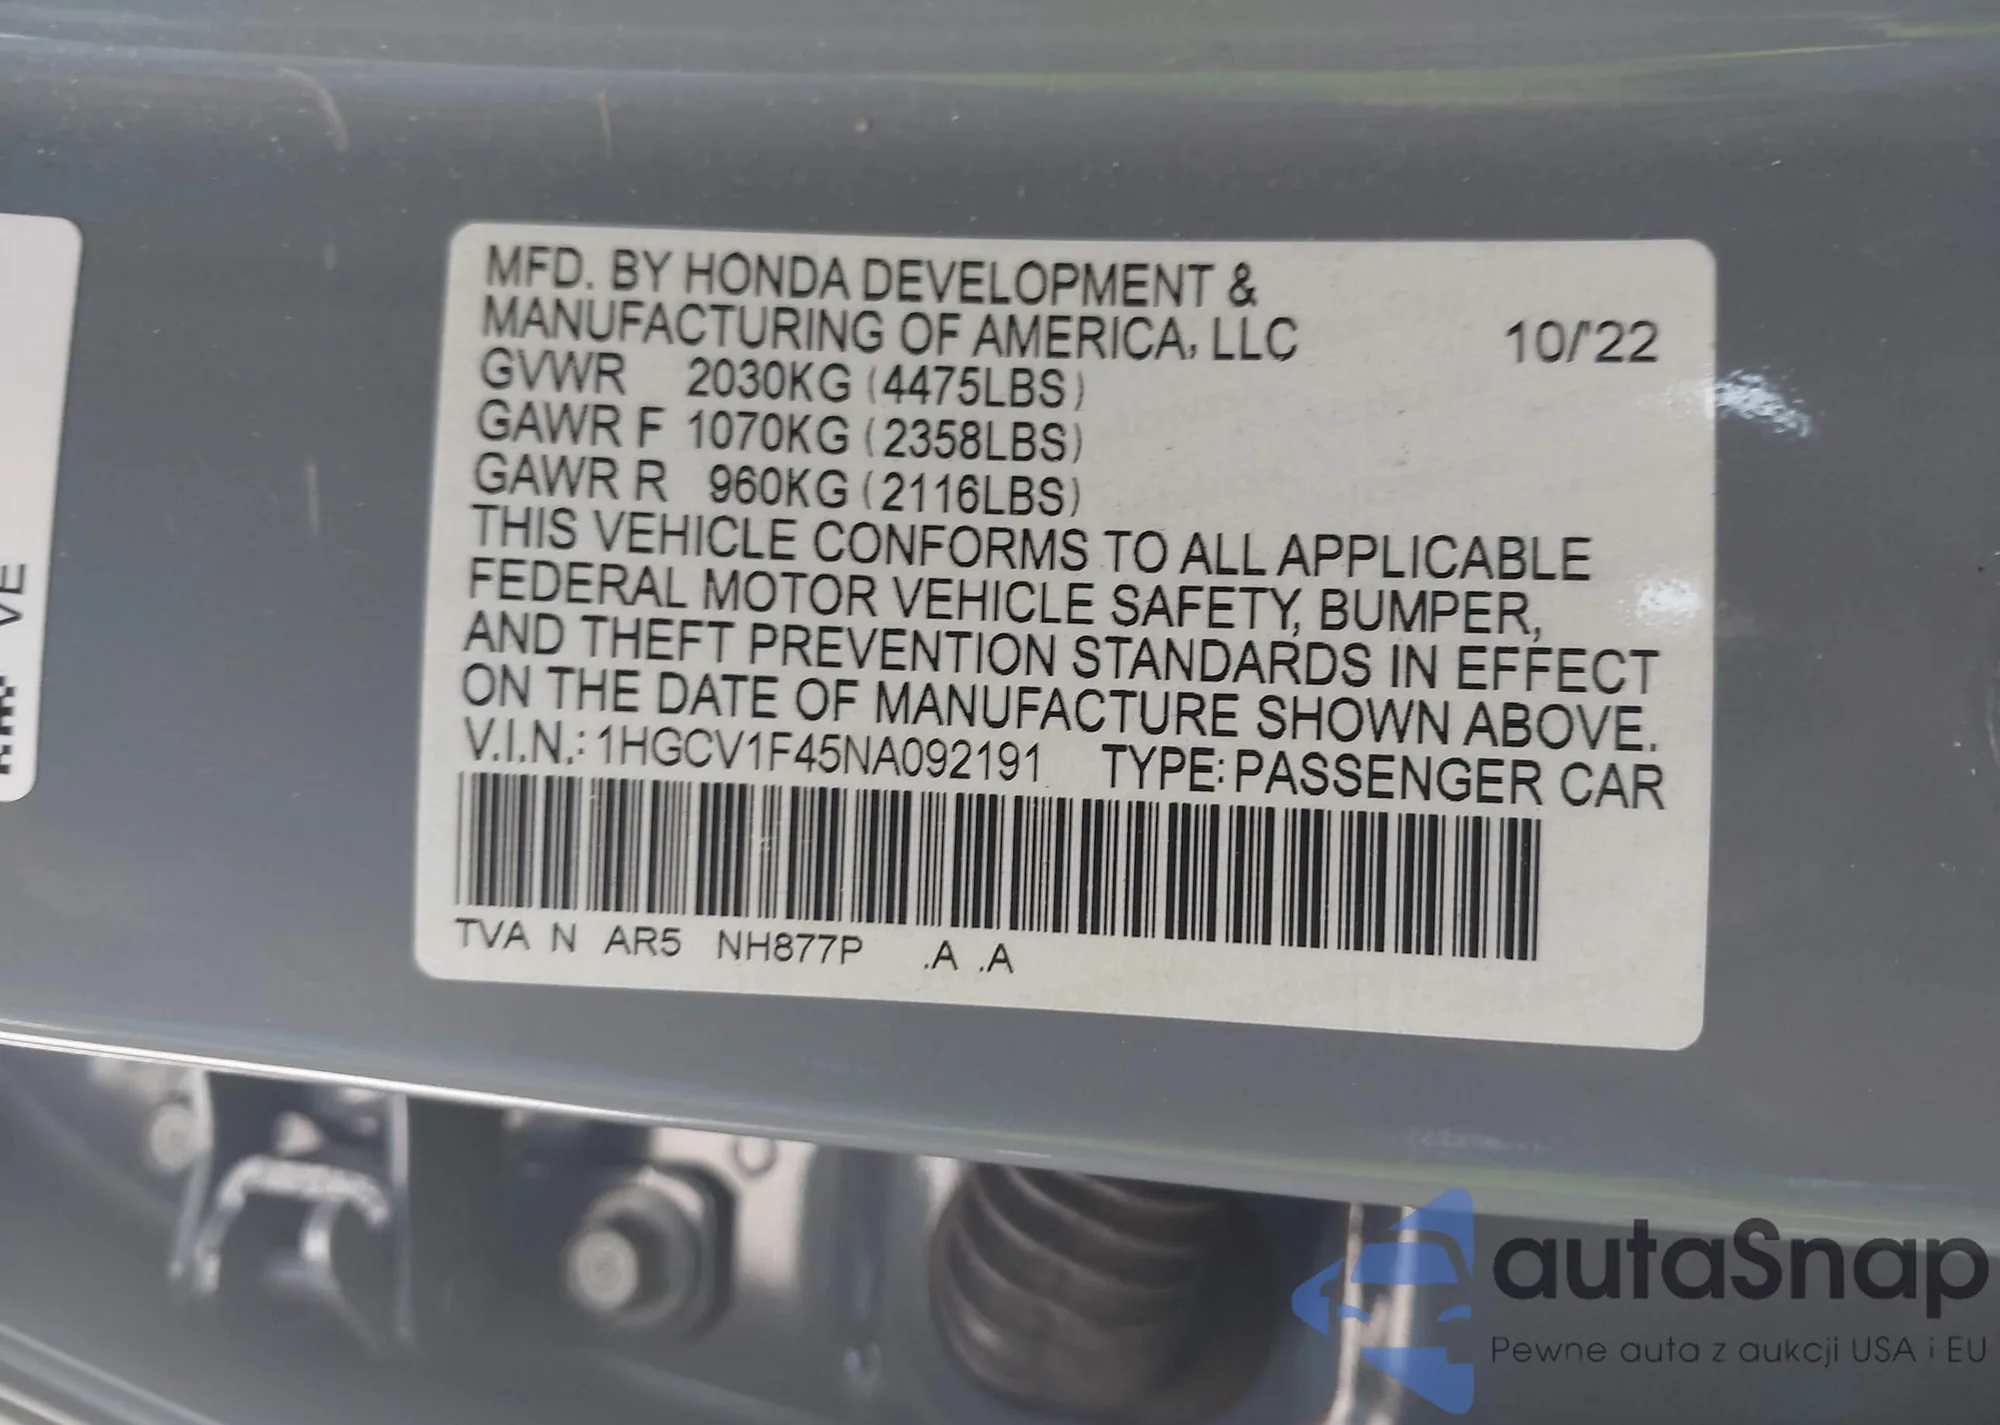 MFD. BY HONDA DEVELOPMENT &
MANUFACTURING OF AMERICA, LLC 10/'22
GVWR 2030KG (4475LBS)
GAWR F 1070KG (2358LBS)
GAWR R 960KG (2116LBS)
THIS VEHICLE CONFORMS TO ALL APPLICABLE
FEDERAL MOTOR VEHICLE SAFETY, BUMPER,
AND THEFT PREVENTION STANDARDS IN EFFECT
ON THE DATE OF MANUFACTURE SHOWN ABOVE.
V.I.N.: 1HGCV1F45NA092191 TYPE: PASSENGER CAR
TVA N AR5 NH877P .A .A
VE
autaSnap
Pewne auta z aukcji USA i EU